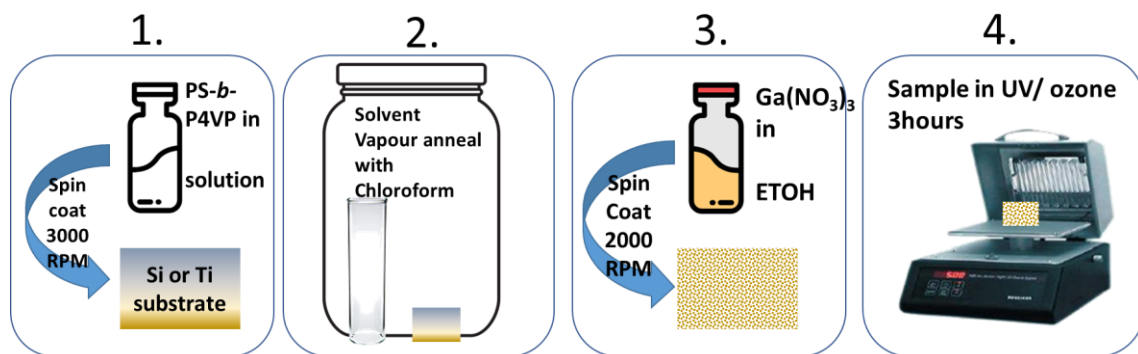 1.
PS-b-
P4VP in
solution
Spin
coat
3000
RPM
Si or Ti
substrate
2.
Solvent
Vapour anneal
with
Chloroform
3.
Ga(NO₃)₃
in
ETOH
Spin
Coat
2000
RPM
4.
Sample in UV/ ozone
3hours